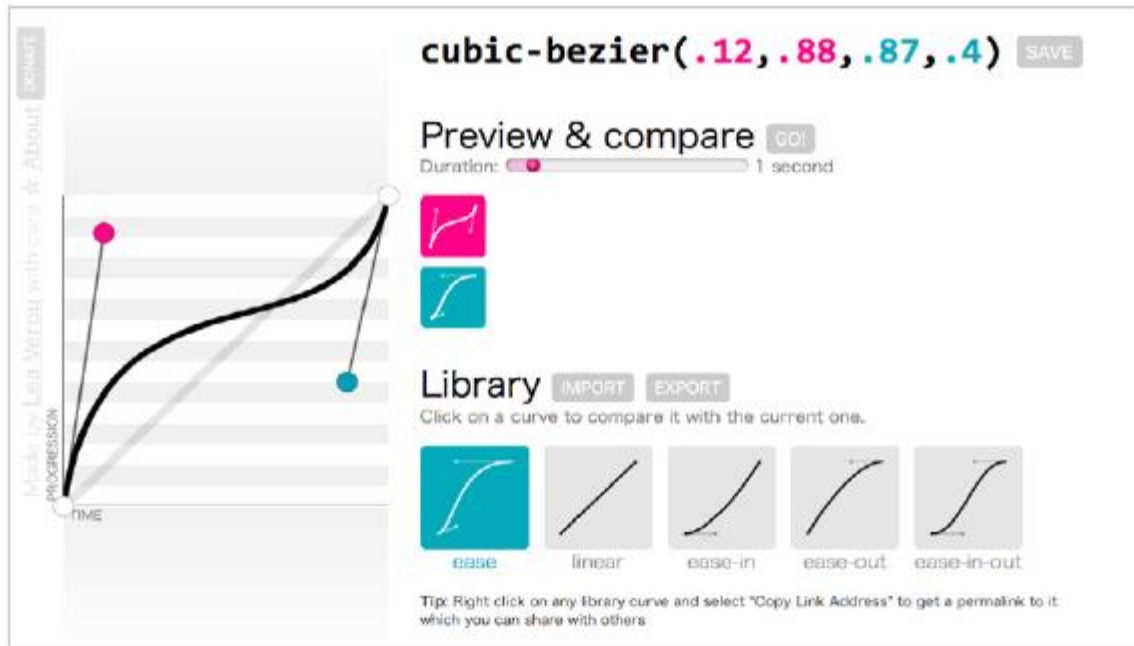 DONATE
Made by Lea Verou with care ☆ About
cubic-bezier(.12,.88,.87,.4) SAVE
Preview & compare GO!
Duration: 1 second
PROGRESSION
TIME
Library IMPORT EXPORT
Click on a curve to compare it with the current one.
ease linear ease-in ease-out ease-in-out
Tip: Right click on any library curve and select "Copy Link Address" to get a permalink to it
which you can share with others